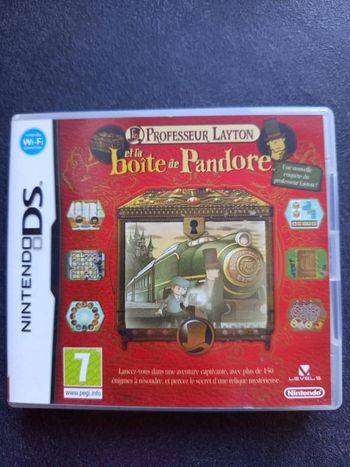 Nintendo
Wi-Fi
CONNECTION
PROFESSEUR LAYTON
et la
boîte de Pandore
Une nouvelle
enquête du
professeur Layton !
NINTENDO DS
7
www.pegi.info
Lancez-vous dans une aventure captivante, avec plus de 150
énigmes à résoudre, et percez le secret d'une relique mystérieuse.
LEVEL5
Nintendo